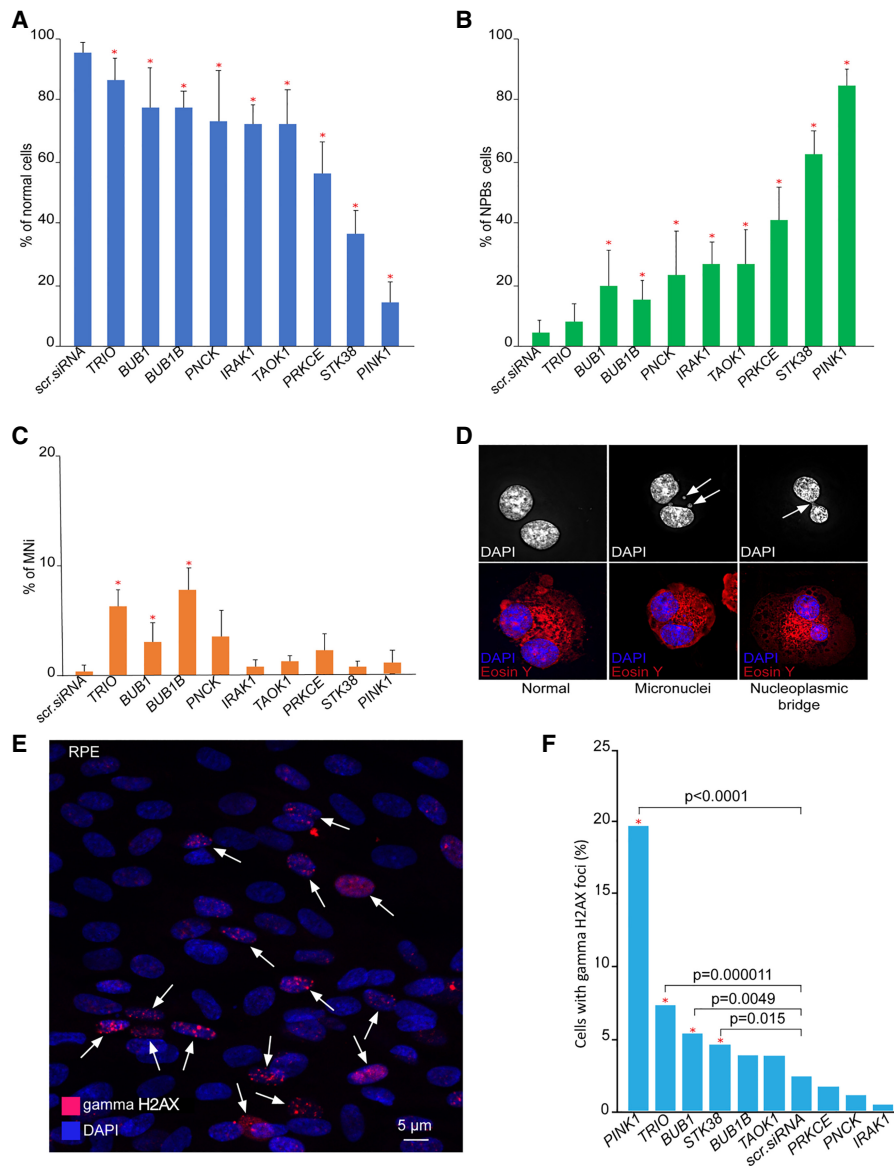 A
100
80
60
40
20
0
% of normal cells
* * * * * * * * *
scr.siRNA TRIO BUB1 BUB1B PNCK IRAK1 TAOK1 PRKCE STK38 PINK1
B
100
80
60
40
20
0
% of NPBs cells
* * * * * * * *
scr.siRNA TRIO BUB1 BUB1B PNCK IRAK1 TAOK1 PRKCE STK38 PINK1
C
20
10
0
% of MNi
* * *
scr.siRNA TRIO BUB1 BUB1B PNCK IRAK1 TAOK1 PRKCE STK38 PINK1
D
DAPI DAPI DAPI
DAPI DAPI DAPI
Eosin Y Eosin Y Eosin Y
Normal Micronuclei Nucleoplasmic
bridge
E
RPE
gamma H2AX
DAPI
5 µm
F
25
20
15
10
5
0
Cells with gamma H2AX foci (%)
p<0.0001
p=0.000011
p=0.0049
p=0.015
* * * *
PINK1 TRIO BUB1 STK38 BUB1B TAOK1 scr.siRNA PRKCE PNCK IRAK1